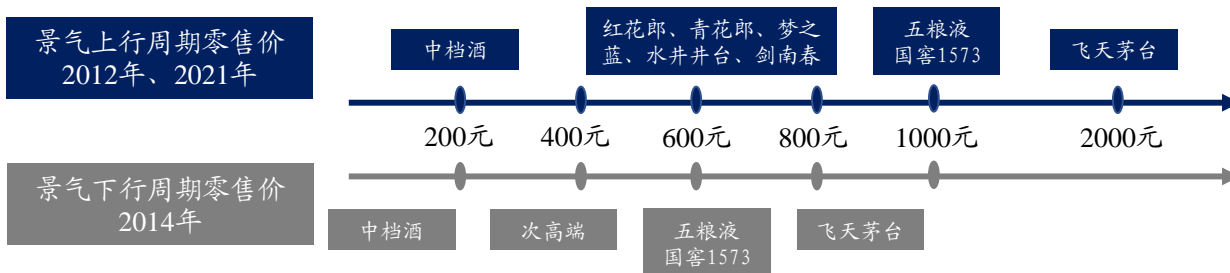 景气上行周期零售价
2012年、2021年
中档酒
红花郎、青花郎、梦之
蓝、水井井台、剑南春
五粮液
国窖1573
飞天茅台
200元
400元
600元
800元
1000元
2000元
景气下行周期零售价
2014年
中档酒
次高端
五粮液
国窖1573
飞天茅台